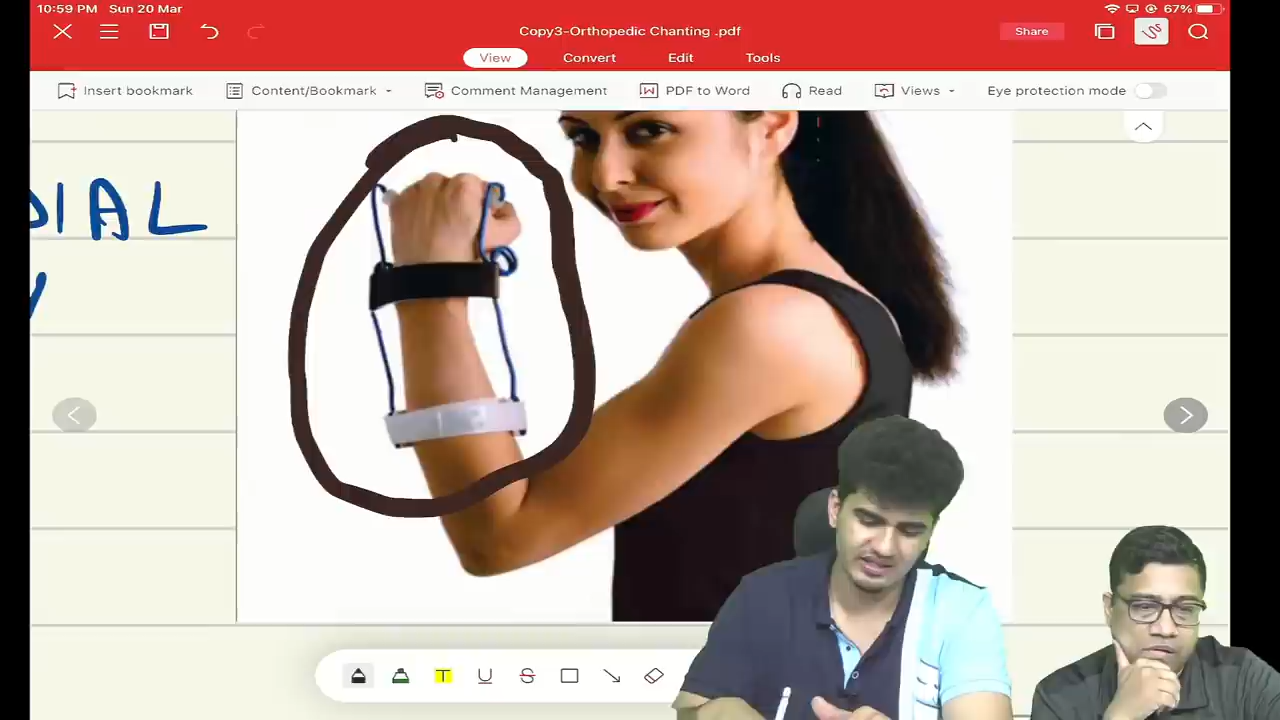 10:59 PM Sun 20 Mar
67%
Copy3-Orthopedic Chanting .pdf
Share
View
Convert
Edit
Tools
Insert bookmark
Content/Bookmark
Comment Management
PDF to Word
Read
Views
Eye protection mode
DIAL
T
U
S